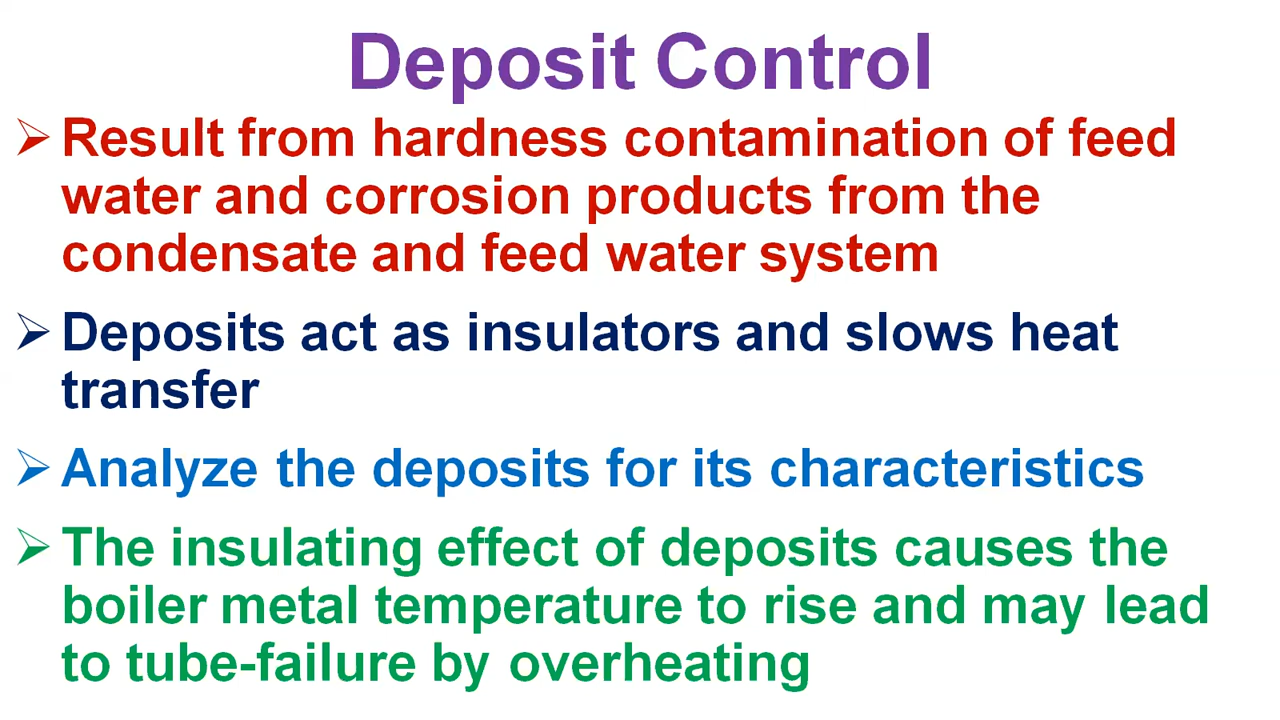 Deposit Control
➢ Result from hardness contamination of feed
water and corrosion products from the
condensate and feed water system
➢ Deposits act as insulators and slows heat
transfer
➢ Analyze the deposits for its characteristics
➢ The insulating effect of deposits causes the
boiler metal temperature to rise and may lead
to tube-failure by overheating